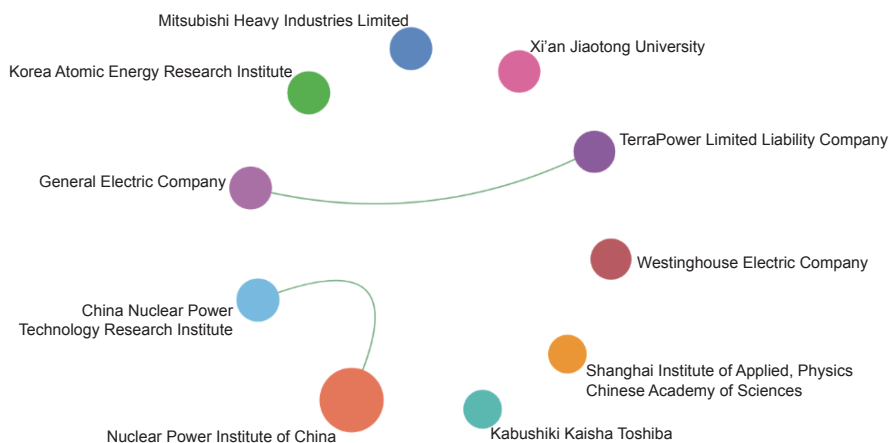 Mitsubishi Heavy Industries Limited
Xi'an Jiaotong University
Korea Atomic Energy Research Institute
TerraPower Limited Liability Company
General Electric Company
Westinghouse Electric Company
China Nuclear Power
Technology Research Institute
Shanghai Institute of Applied, Physics
Chinese Academy of Sciences
Nuclear Power Institute of China
Kabushiki Kaisha Toshiba